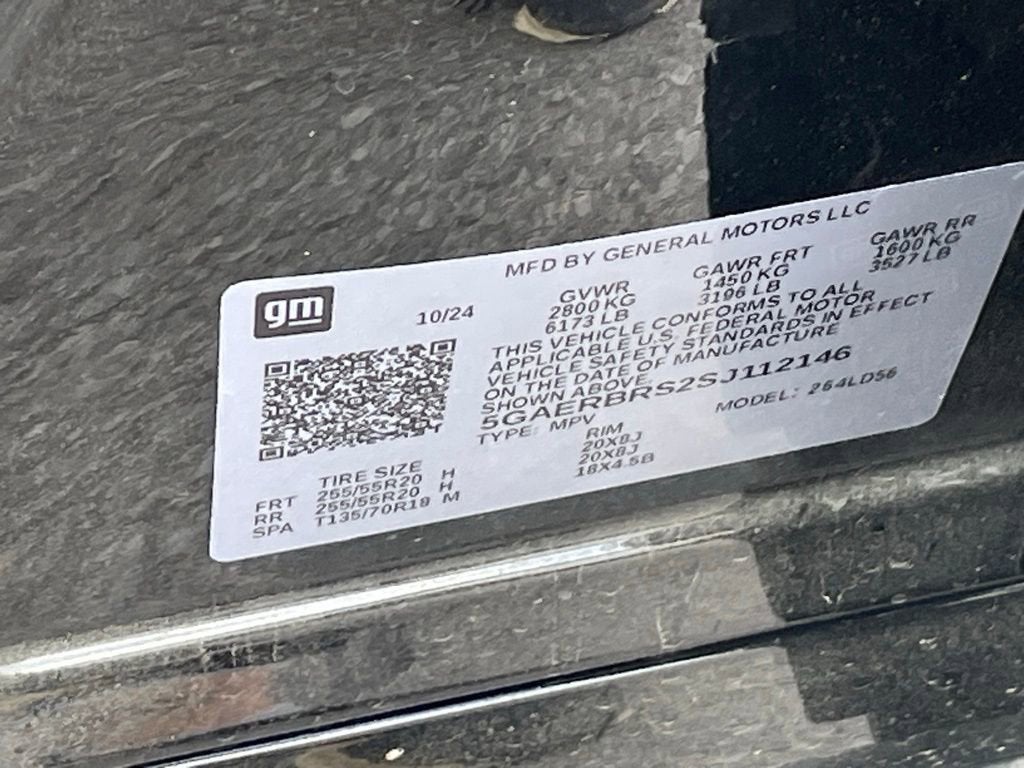 MFD BY GENERAL MOTORS LLC
gm
10/24
GVWR GAWR FRT GAWR RR
2800 KG 1450 KG 1600 KG
6173 LB 3196 LB 3527 LB
THIS VEHICLE CONFORMS TO ALL
APPLICABLE U.S. FEDERAL MOTOR
VEHICLE SAFETY STANDARDS IN EFFECT
ON THE DATE OF MANUFACTURE
SHOWN ABOVE.
5GAERBRS2SJ112146
TYPE: MPV MODEL: 264LD56
TIRE SIZE RIM
FRT 255/55R20 H 20X8J
RR 255/55R20 H 20X8J
SPA T135/70R18 M 18X4.5B